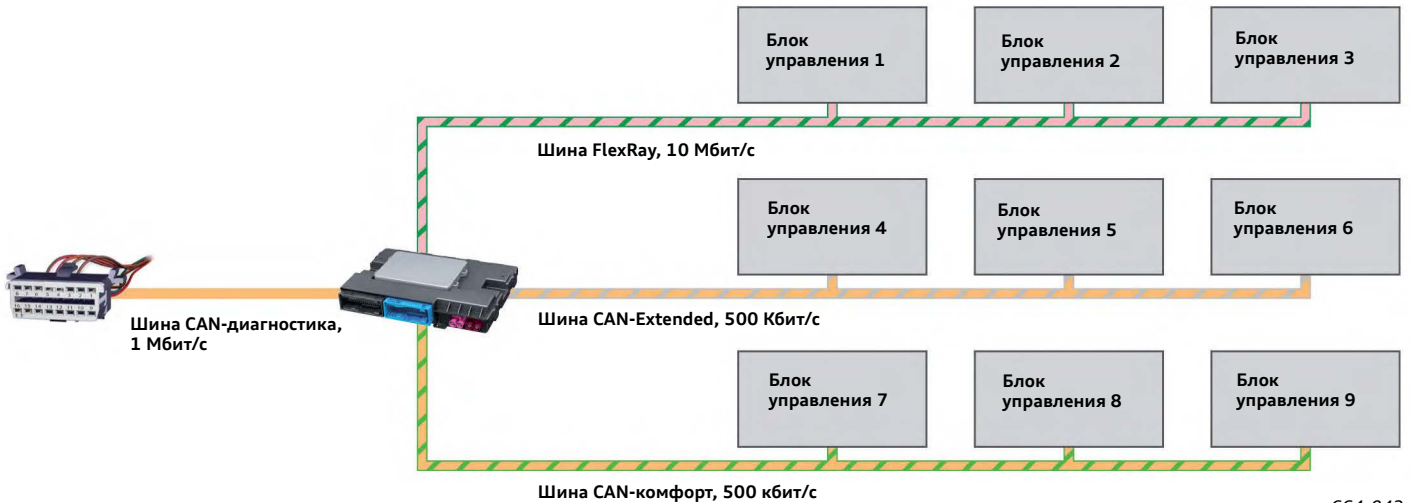 Блок
управления 1
Блок
управления 2
Блок
управления 3
Шина FlexRay, 10 Мбит/с
Блок
управления 4
Блок
управления 5
Блок
управления 6
Шина CAN-диагностика,
1 Мбит/с
Шина CAN-Extended, 500 Кбит/с
Блок
управления 7
Блок
управления 8
Блок
управления 9
Шина CAN-комфорт, 500 кбит/с